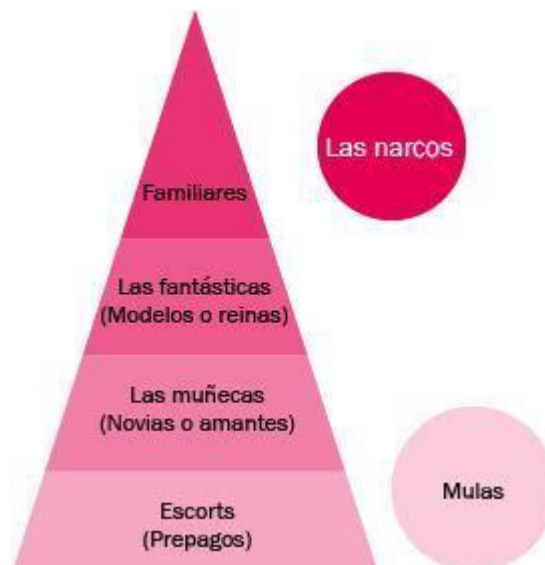 Las narcos
Familiares
Las fantásticas
(Modelos o reinas)
Las muñecas
(Novias o amantes)
Mulas
Escorts
(Prepagos)